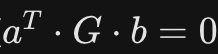 a^T · G · b = 0